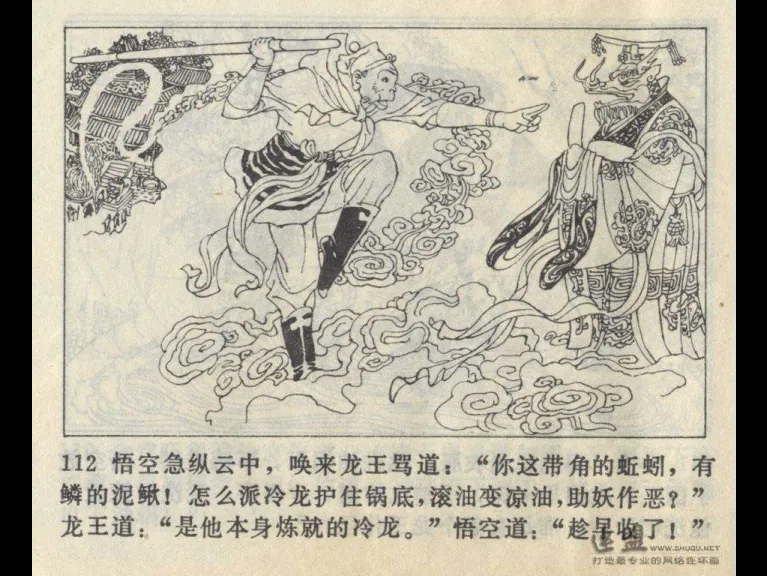 112 悟空急纵云中，唤来龙王骂道：“你这带角的蚯蚓，有
鳞的泥鳅！怎么派冷龙护住锅底，滚油变凉油，助妖作恶？”
龙王道：“是他本身炼就的冷龙。”悟空道：“趁早收了！”
WWW.SHUQU.NET
打造最专业的网络连环画